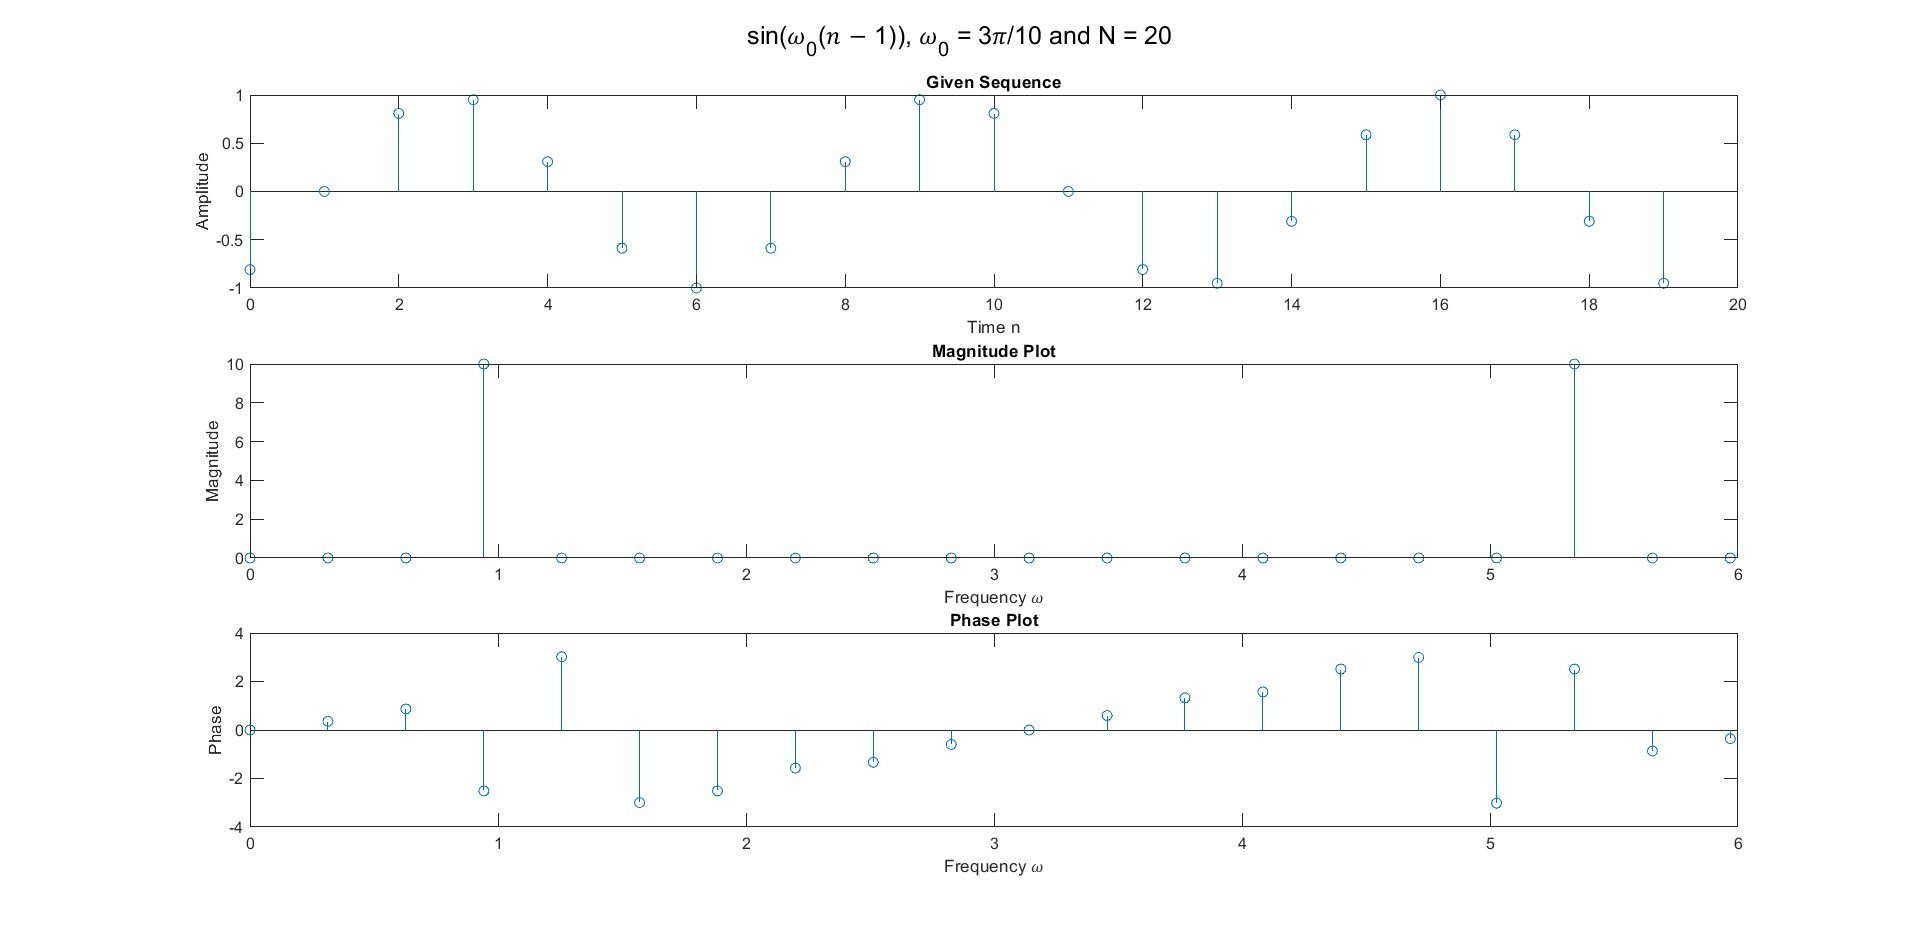 sin(ω₀(n − 1)), ω₀ = 3π/10 and N = 20
Given Sequence
Amplitude
1
0.5
0
-0.5
-1
0 2 4 6 8 10 12 14 16 18 20
Time n
Magnitude Plot
Magnitude
10
8
6
4
2
0
0 1 2 3 4 5 6
Frequency ω
Phase Plot
Phase
4
2
0
-2
-4
0 1 2 3 4 5 6
Frequency ω